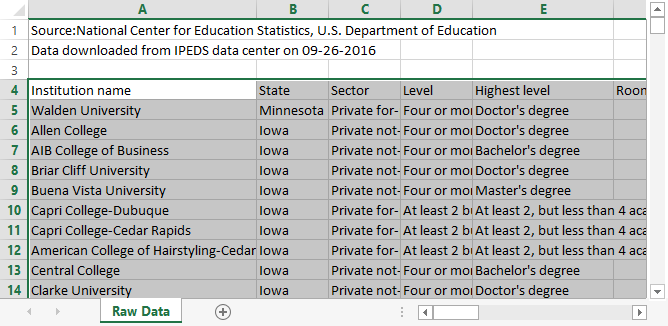 A B C D E
1 Source:National Center for Education Statistics, U.S. Department of Education
2 Data downloaded from IPEDS data center on 09-26-2016
3
4 Institution name State Sector Level Highest level Room
5 Walden University Minnesota Private for- Four or mo Doctor's degree
6 Allen College Iowa Private not- Four or mo Doctor's degree
7 AIB College of Business Iowa Private not- Four or mo Bachelor's degree
8 Briar Cliff University Iowa Private not- Four or mo Doctor's degree
9 Buena Vista University Iowa Private not- Four or mo Master's degree
10 Capri College-Dubuque Iowa Private for- At least 2 b At least 2, but less than 4 aca
11 Capri College-Cedar Rapids Iowa Private for- At least 2 b At least 2, but less than 4 aca
12 American College of Hairstyling-Cedar Iowa Private for- At least 2 b At least 2, but less than 4 aca
13 Central College Iowa Private not- Four or mo Bachelor's degree
14 Clarke University Iowa Private not- Four or mo Doctor's degree
Raw Data